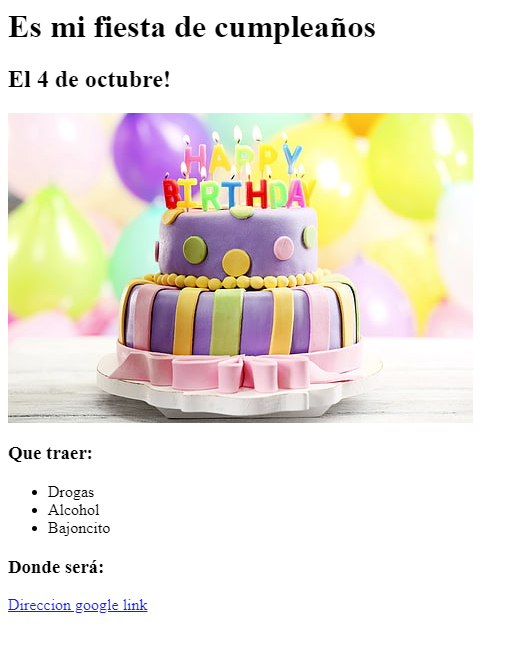 Es mi fiesta de cumpleaños
El 4 de octubre!
HAPPY
BIRTHDAY
Que traer:
Drogas
Alcohol
Bajoncito
Donde será:
Direccion google link